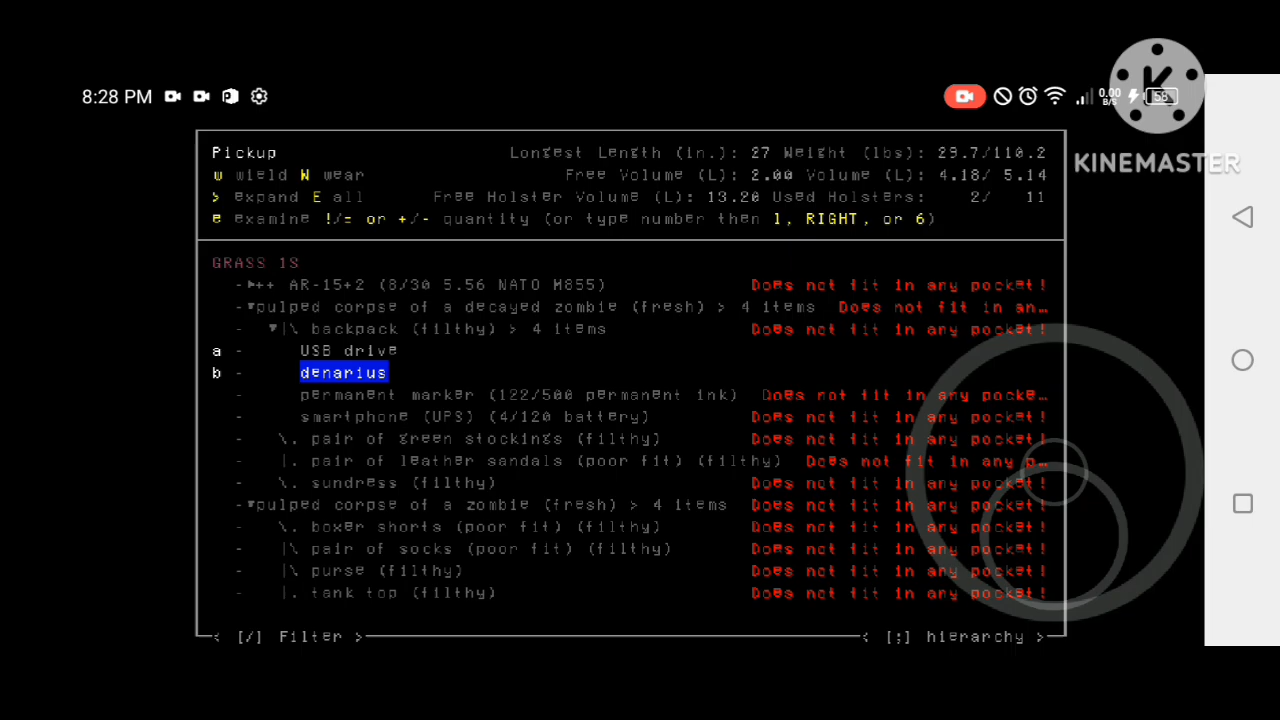 8:28 PM
0.00 B/S 58
KINEMASTER
Pickup Longest Length (in.): 27 Weight (lbs): 29.7/110.2
w wield W wear Free Volume (L): 2.00 Volume (L): 4.18/ 5.14
> expand E all Free Holster Volume (L): 13.20 Used Holsters: 2/ 11
e examine !/= or +/- quantity (or type number then 1, RIGHT, or 6)
GRASS 1S
-►++ AR-15+2 (8/30 5.56 NATO M855) Does not fit in any pocket!
-▼pulped corpse of a decayed zombie (fresh) > 4 items Does not fit in an…
- ▼|\ backpack (filthy) > 4 items Does not fit in any pocket!
a - USB drive
b - denarius
- permanent marker (122/500 permanent ink) Does not fit in any pocke…
- smartphone (UPS) (4/120 battery) Does not fit in any pocket!
- \. pair of green stockings (filthy) Does not fit in any pocket!
- |. pair of leather sandals (poor fit) (filthy) Does not fit in any p…
- \. sundress (filthy) Does not fit in any pocket!
-▼pulped corpse of a zombie (fresh) > 4 items Does not fit in any pocket!
- \. boxer shorts (poor fit) (filthy) Does not fit in any pocket!
- |\ pair of socks (poor fit) (filthy) Does not fit in any pocket!
- |\ purse (filthy) Does not fit in any pocket!
- |. tank top (filthy) Does not fit in any pocket!
< [/] Filter > < [;] hierarchy >